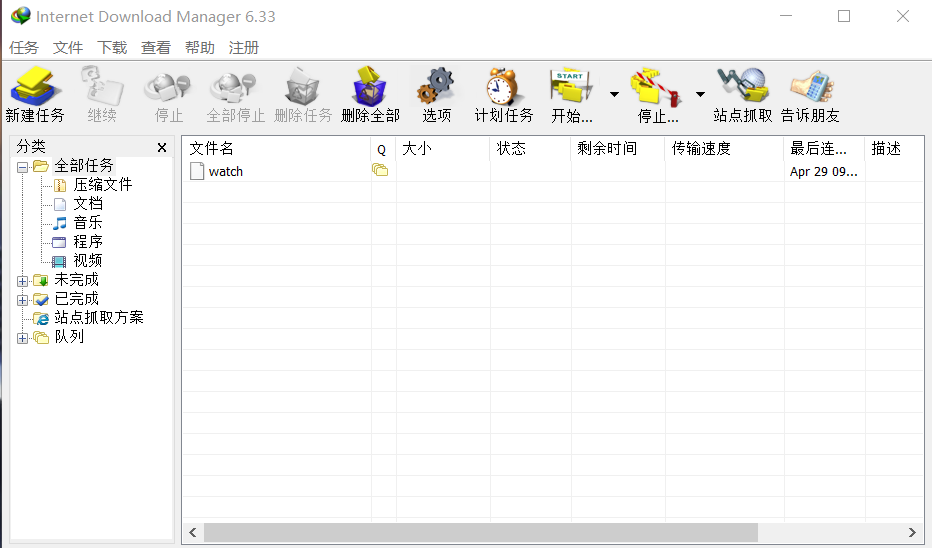 Internet Download Manager 6.33
任务 文件 下载 查看 帮助 注册
新建任务 继续 停止 全部停止 删除任务 删除全部 选项 计划任务 START 开始... 停止... 站点抓取 告诉朋友
分类 x
文件名 Q 大小 状态 剩余时间 传输速度 最后连... 描述
watch Apr 29 09...
全部任务
压缩文件
文档
音乐
程序
视频
未完成
已完成
站点抓取方案
队列